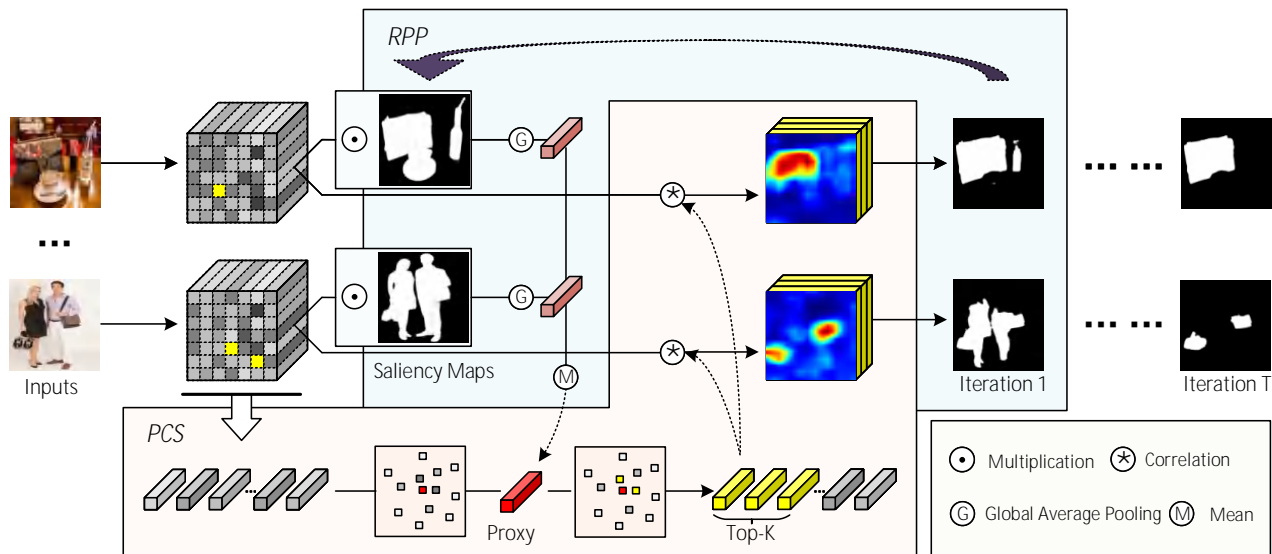 RPP
G
Inputs
Saliency Maps
G
M
Iteration 1
Iteration T
PCS
Proxy
Top-K
Multiplication
Correlation
G Global Average Pooling
M Mean